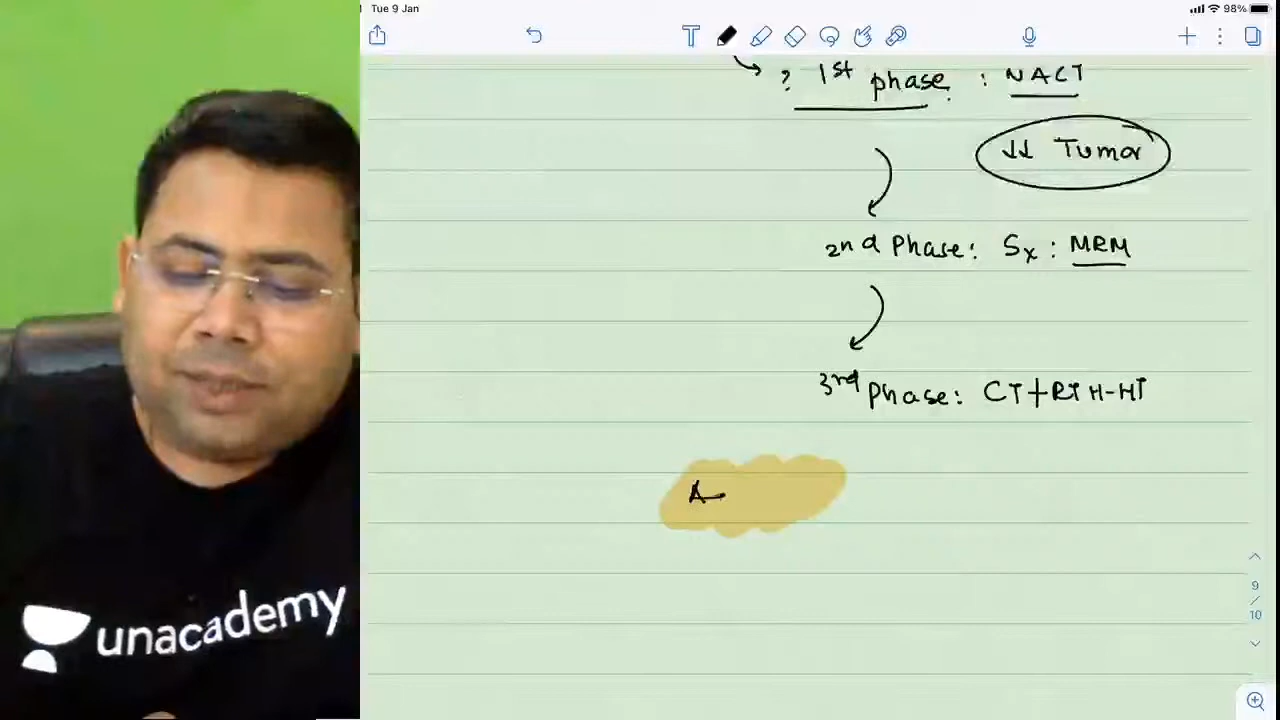 Tue 9 Jan
98%
? 1st phase : NACT
↓↓ Tumor
2nd Phase: Sx : MRM
3rd Phase: CT+RT H-HT
A
9
/
10
unacademy